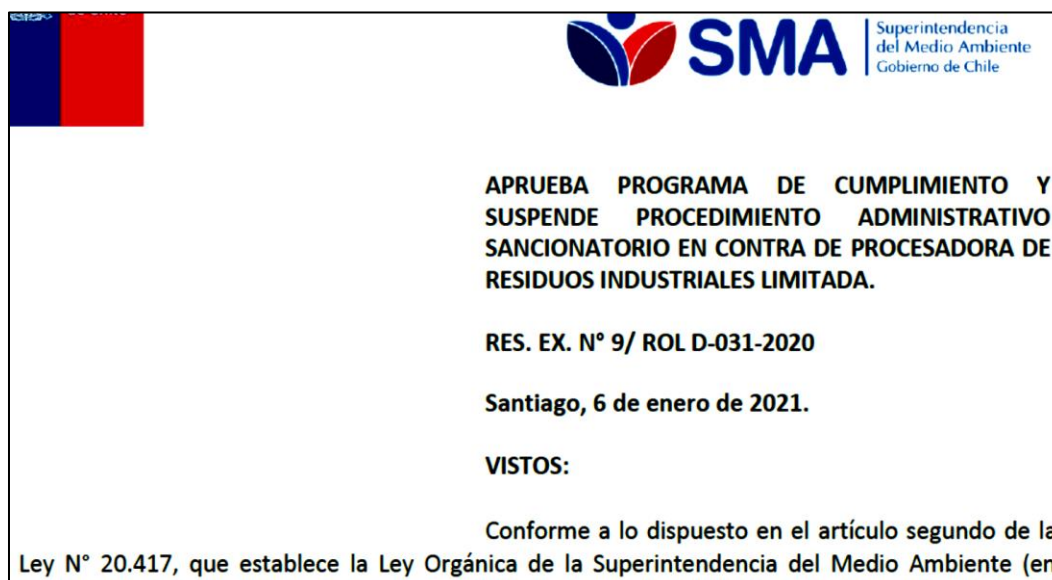 SMA
Superintendencia
del Medio Ambiente
Gobierno de Chile
APRUEBA PROGRAMA DE CUMPLIMIENTO Y
SUSPENDE PROCEDIMIENTO ADMINISTRATIVO
SANCIONATORIO EN CONTRA DE PROCESADORA DE
RESIDUOS INDUSTRIALES LIMITADA.
RES. EX. N° 9/ ROL D-031-2020
Santiago, 6 de enero de 2021.
VISTOS:
Conforme a lo dispuesto en el artículo segundo de la
Ley N° 20.417, que establece la Ley Orgánica de la Superintendencia del Medio Ambiente (en